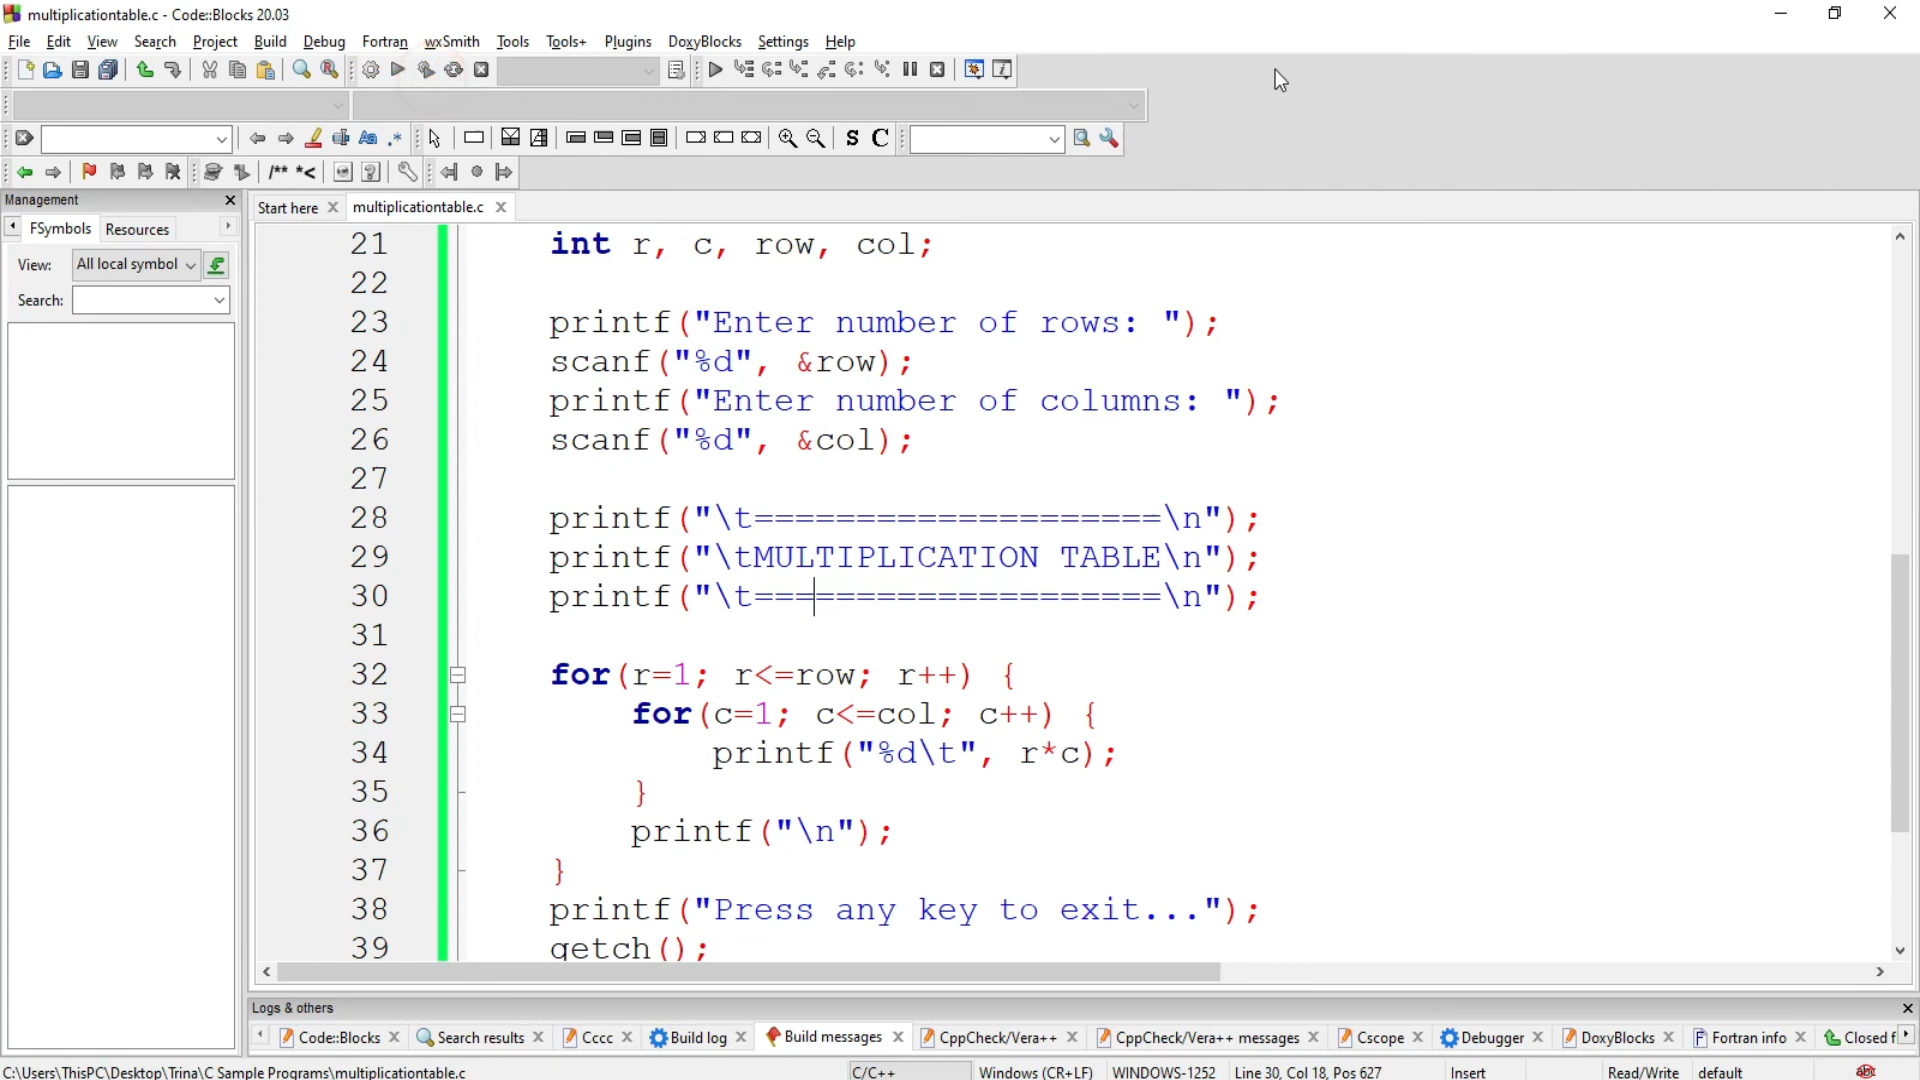 multiplicationtable.c - Code::Blocks 20.03
File Edit View Search Project Build Debug Fortran wxSmith Tools Tools+ Plugins DoxyBlocks Settings Help
Management
Start here multiplicationtable.c
FSymbols Resources
View: All local symbol
Search:
21 int r, c, row, col;
22
23 printf("Enter number of rows: ");
24 scanf("%d", &row);
25 printf("Enter number of columns: ");
26 scanf("%d", &col);
27
28 printf("\t====================\n");
29 printf("\tMULTIPLICATION TABLE\n");
30 printf("\t====================\n");
31
32 for(r=1; r<=row; r++) {
33 for(c=1; c<=col; c++) {
34 printf("%d\t", r*c);
35 }
36 printf("\n");
37 }
38 printf("Press any key to exit...");
39 getch();
Logs & others
Code::Blocks Search results Cccc Build log Build messages CppCheck/Vera++ CppCheck/Vera++ messages Cscope Debugger DoxyBlocks Fortran info Closed f
C:\Users\ThisPC\Desktop\Trina\C Sample Programs\multiplicationtable.c C/C++ Windows (CR+LF) WINDOWS-1252 Line 30, Col 18, Pos 627 Insert Read/Write default